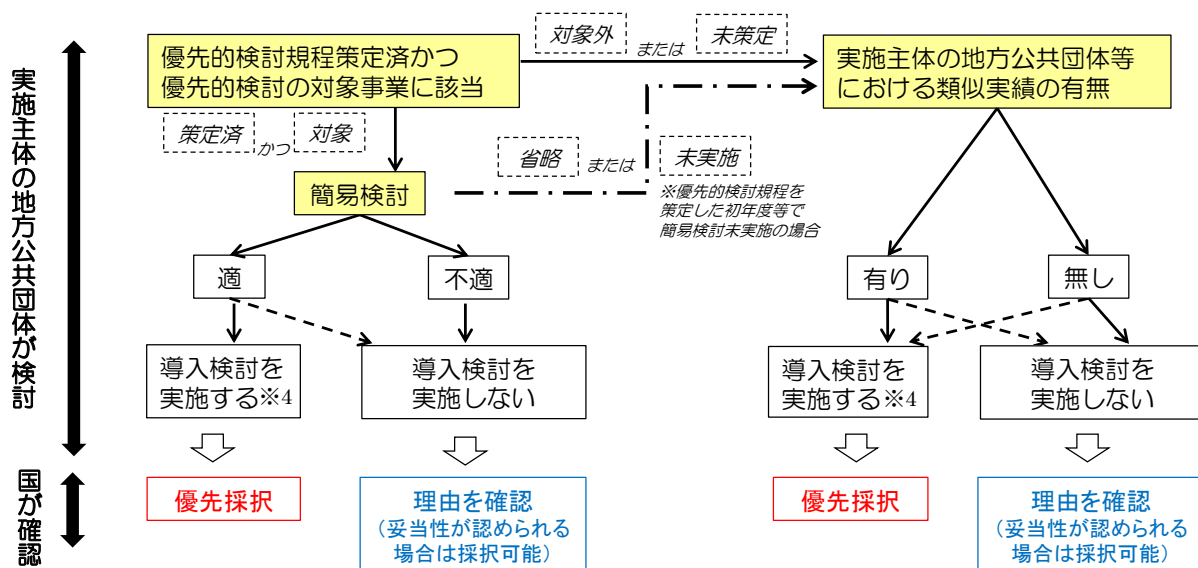 実施主体の地方公共団体が検討
国が確認
優先的検討規程策定済かつ
優先的検討の対象事業に該当
対象外 または 未策定
実施主体の地方公共団体等
における類似実績の有無
策定済 かつ 対象
簡易検討
省略 または 未実施
※優先的検討規程を
策定した初年度等で
簡易検討未実施の場合
適
不適
導入検討を
実施する※4
導入検討を
実施しない
優先採択
理由を確認
(妥当性が認められる
場合は採択可能)
有り
無し
導入検討を
実施する※4
導入検討を
実施しない
優先採択
理由を確認
(妥当性が認められる
場合は採択可能)